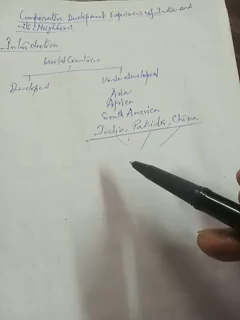 Comparative Development Experiences of India and
its Neighbours
Introduction
World Countries
Developed
Underdeveloped
Asia
Africa
South America
India, Pakistan, China